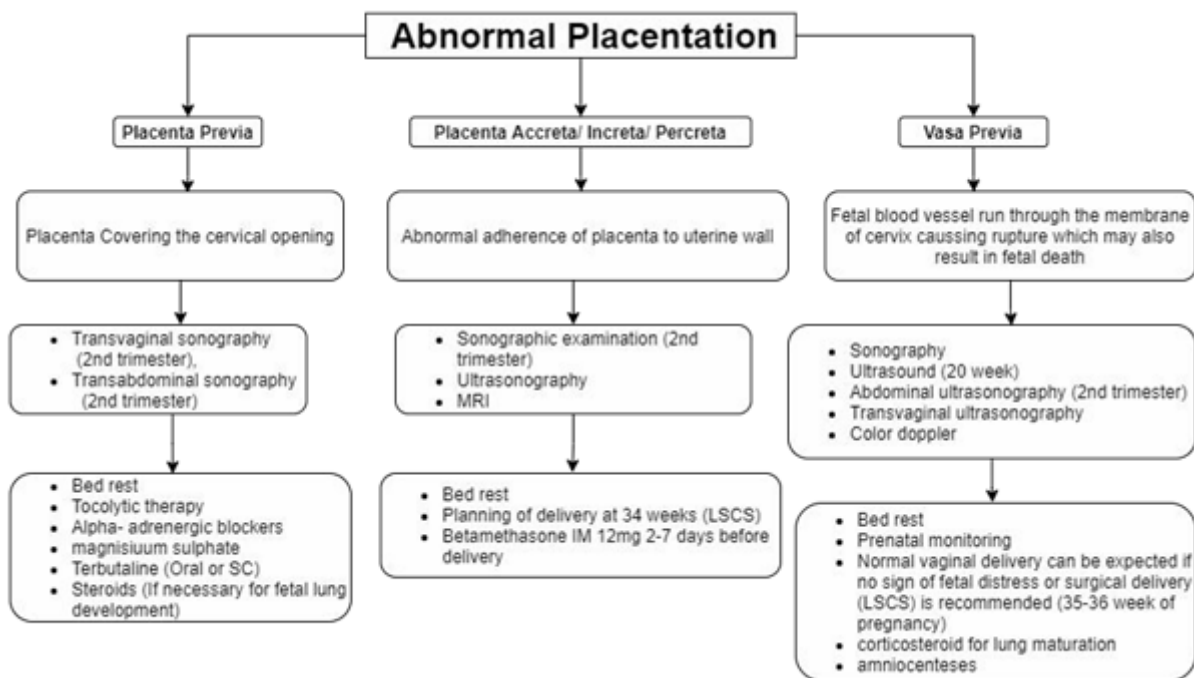 Abnormal Placentation
Placenta Previa
Placenta Accreta/ Increta/ Percreta
Vasa Previa
Placenta Covering the cervical opening
Abnormal adherence of placenta to uterine wall
Fetal blood vessel run through the membrane
of cervix caussing rupture which may also
result in fetal death
• Transvaginal sonography
(2nd trimester),
• Transabdominal sonography
(2nd trimester)
• Sonographic examination (2nd
trimester)
• Ultrasonography
• MRI
• Sonography
• Ultrasound (20 week)
• Abdominal ultrasonography (2nd trimester)
• Transvaginal ultrasonography
• Color doppler
• Bed rest
• Tocolytic therapy
• Alpha- adrenergic blockers
• magnisiuum sulphate
• Terbutaline (Oral or SC)
• Steroids (If necessary for fetal lung
development)
• Bed rest
• Planning of delivery at 34 weeks (LSCS)
• Betamethasone IM 12mg 2-7 days before
delivery
• Bed rest
• Prenatal monitoring
• Normal vaginal delivery can be expected if
no sign of fetal distress or surgical delivery
(LSCS) is recommended (35-36 week of
pregnancy)
• corticosteroid for lung maturation
• amniocenteses